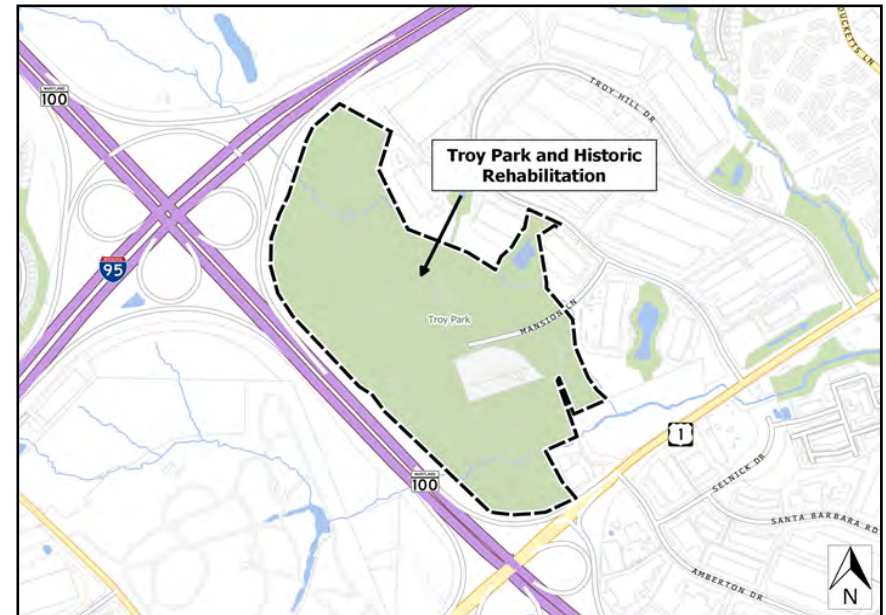 DUCKETTS LN
MARYLAND
100
TROY HILL DR
Troy Park and Historic
Rehabilitation
95
Troy Park
MANSION LN
1
MARYLAND
100
SELNICK DR
SANTA BARBARA RD
AMBERTON DR
N